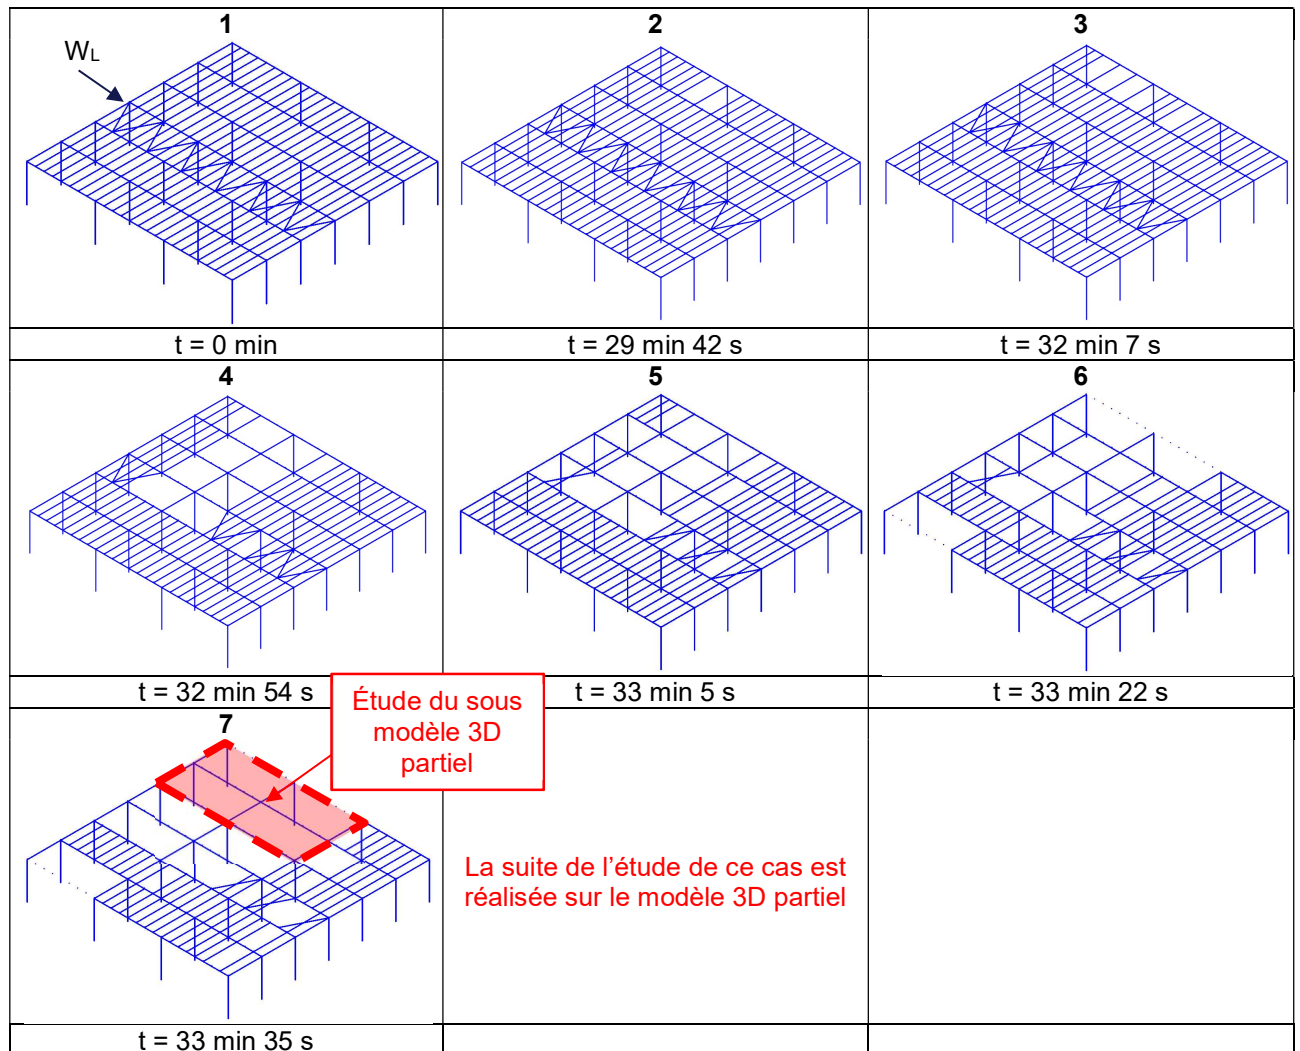 1
2
3
WL
t = 0 min
t = 29 min 42 s
t = 32 min 7 s
4
5
6
t = 32 min 54 s
t = 33 min 5 s
t = 33 min 22 s
7
Étude du sous
modèle 3D
partiel
La suite de l’étude de ce cas est
réalisée sur le modèle 3D partiel
t = 33 min 35 s